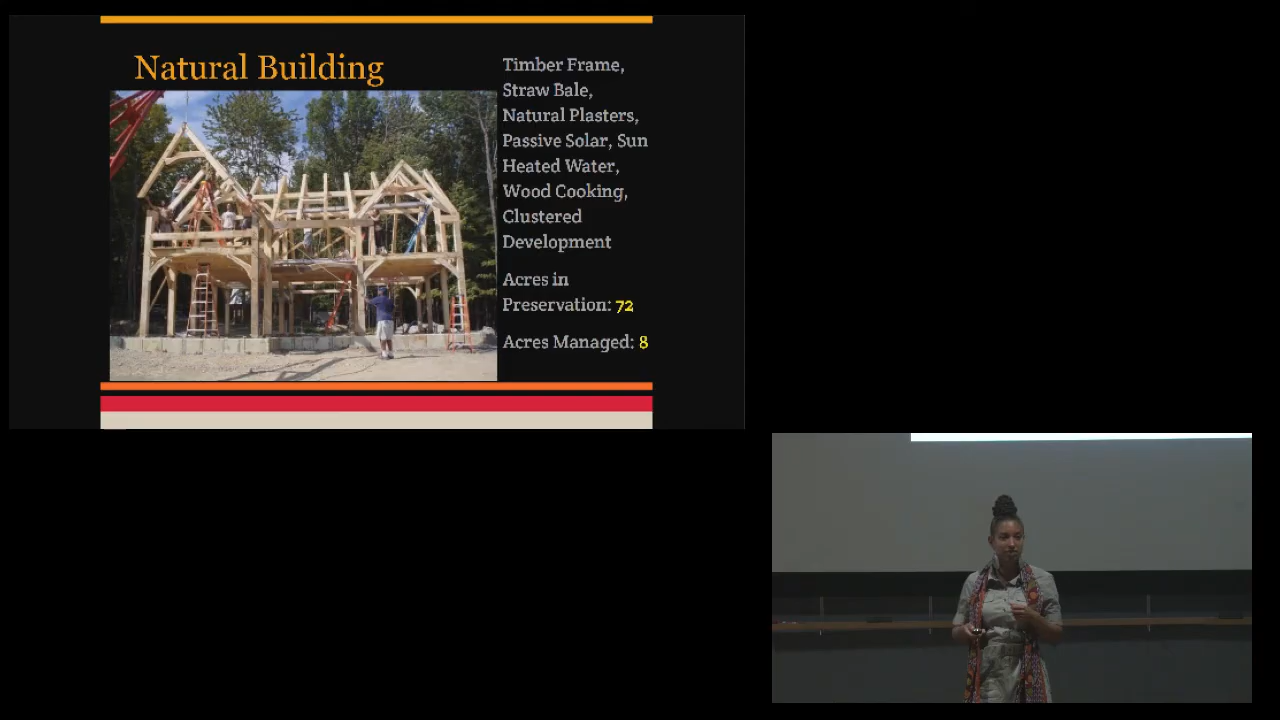 Natural Building
Timber Frame,
Straw Bale,
Natural Plasters,
Passive Solar, Sun
Heated Water,
Wood Cooking,
Clustered
Development
Acres in
Preservation: 72
Acres Managed: 8